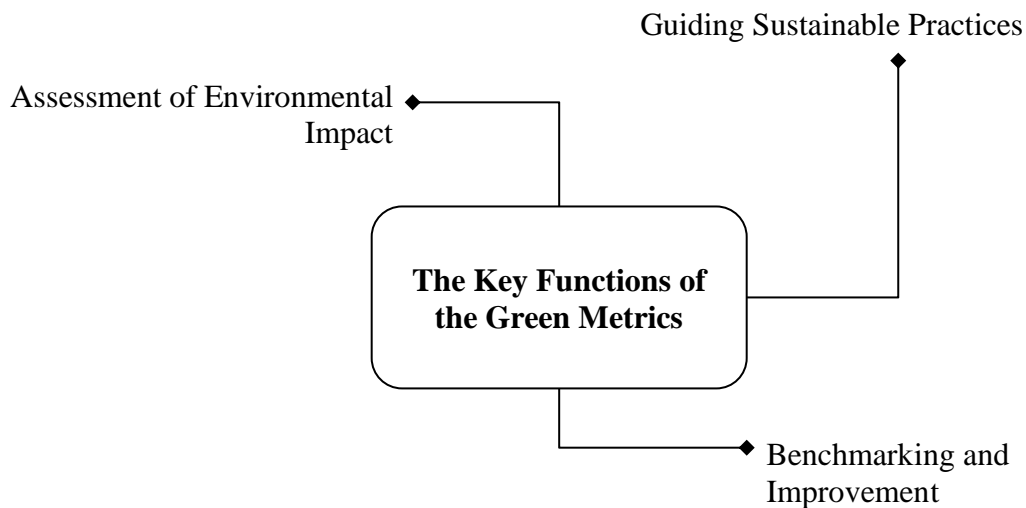 Guiding Sustainable Practices
Assessment of Environmental
Impact
The Key Functions of
the Green Metrics
Benchmarking and
Improvement